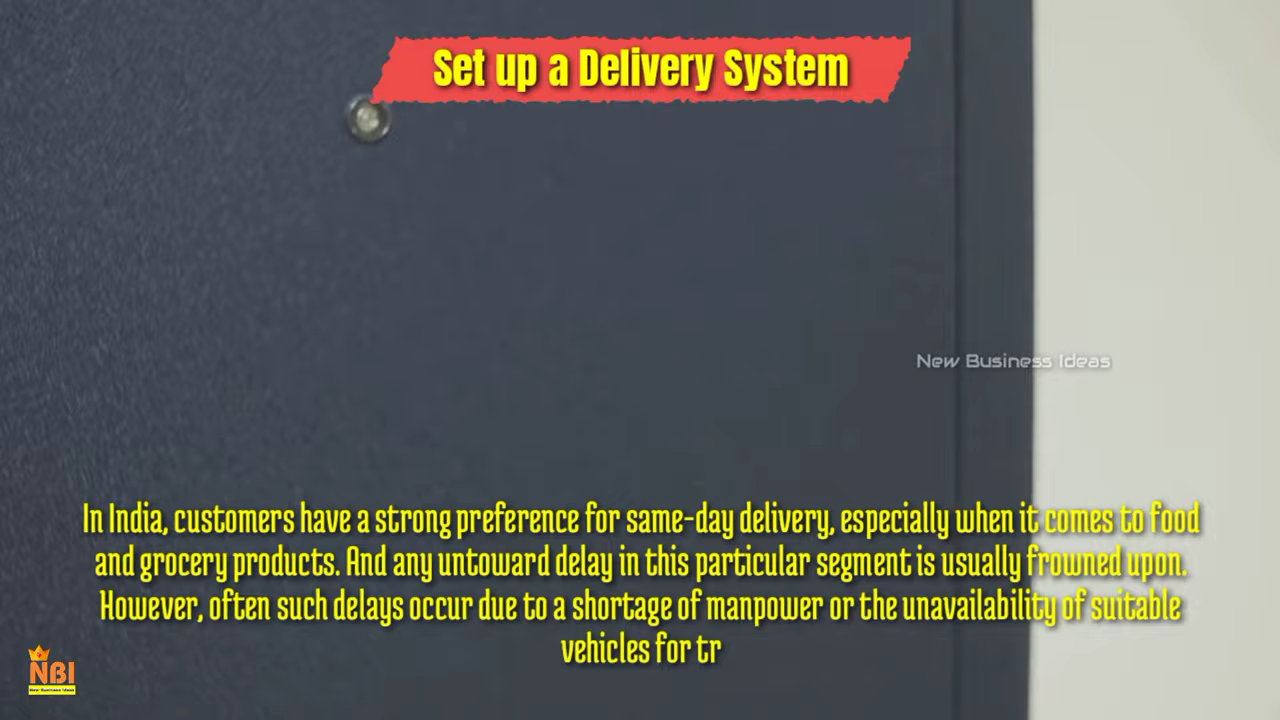 Set up a Delivery System
New Business Ideas
In India, customers have a strong preference for same-day delivery, especially when it comes to food
and grocery products. And any untoward delay in this particular segment is usually frowned upon.
However, often such delays occur due to a shortage of manpower or the unavailability of suitable
vehicles for tr
NBI
New Business Ideas